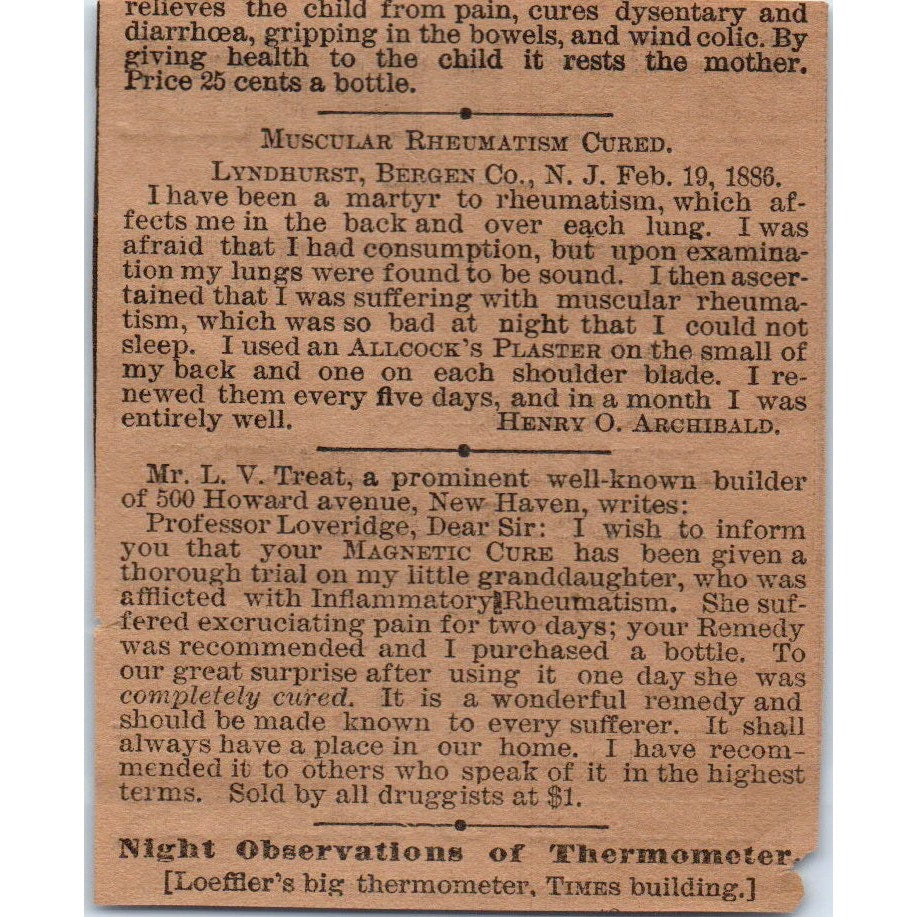 relieves the child from pain, cures dysentary and
diarrhœa, gripping in the bowels, and wind colic. By
giving health to the child it rests the mother.
Price 25 cents a bottle.
MUSCULAR RHEUMATISM CURED.
LYNDHURST, BERGEN CO., N. J. Feb. 19, 1886.
I have been a martyr to rheumatism, which af-
fects me in the back and over each lung. I was
afraid that I had consumption, but upon examina-
tion my lungs were found to be sound. I then ascer-
tained that I was suffering with muscular rheuma-
tism, which was so bad at night that I could not
sleep. I used an ALLCOCK'S PLASTER on the small of
my back and one on each shoulder blade. I re-
newed them every five days, and in a month I was
entirely well. HENRY O. ARCHIBALD.
Mr. L. V. Treat, a prominent well-known builder
of 500 Howard avenue, New Haven, writes:
Professor Loveridge, Dear Sir: I wish to inform
you that your MAGNETIC CURE has been given a
thorough trial on my little granddaughter, who was
afflicted with Inflammatory Rheumatism. She suf-
fered excruciating pain for two days; your Remedy
was recommended and I purchased a bottle. To
our great surprise after using it one day she was
completely cured. It is a wonderful remedy and
should be made known to every sufferer. It shall
always have a place in our home. I have recom-
mended it to others who speak of it in the highest
terms. Sold by all druggists at $1.
Night Observations of Thermometer.
[Loeffler's big thermometer, TIMES building.]